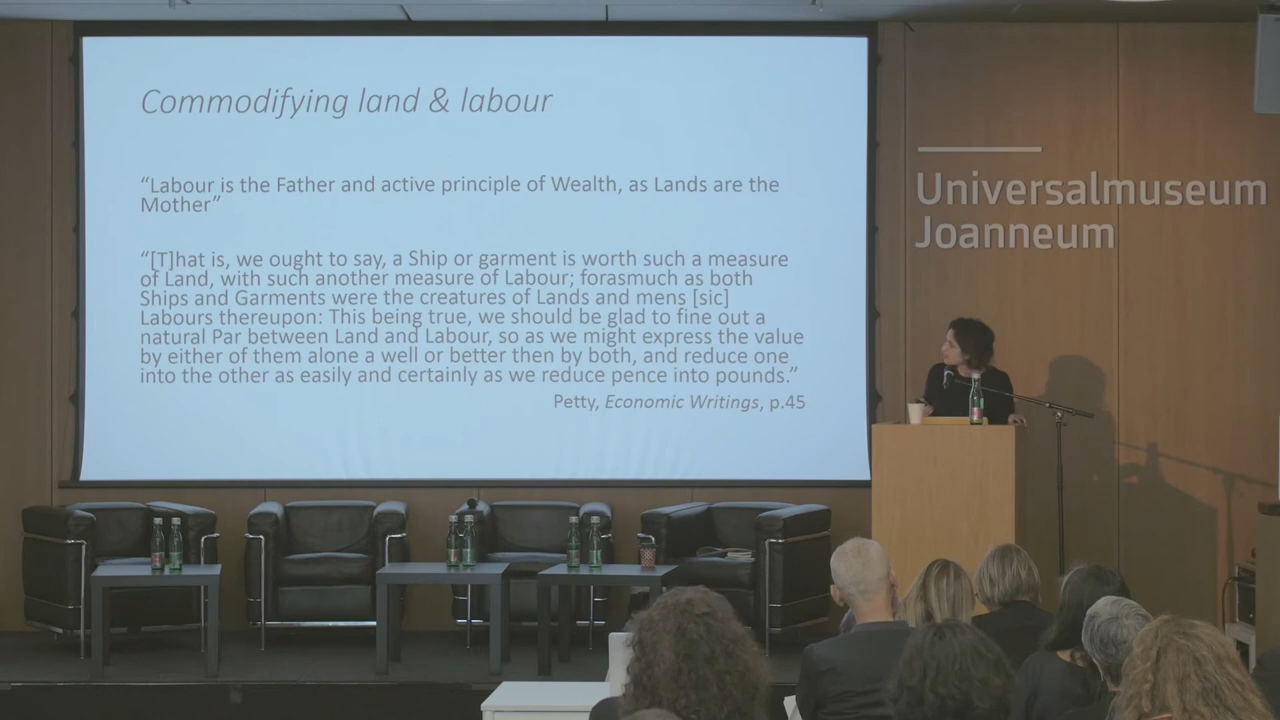 Commodifying land & labour
“Labour is the Father and active principle of Wealth, as Lands are the
Mother”
“[T]hat is, we ought to say, a Ship or garment is worth such a measure
of Land, with such another measure of Labour; forasmuch as both
Ships and Garments were the creatures of Lands and mens [sic]
Labours thereupon: This being true, we should be glad to fine out a
natural Par between Land and Labour, so as we might express the value
by either of them alone a well or better then by both, and reduce one
into the other as easily and certainly as we reduce pence into pounds.”
Petty, Economic Writings, p.45
Universalmuseum
Joanneum